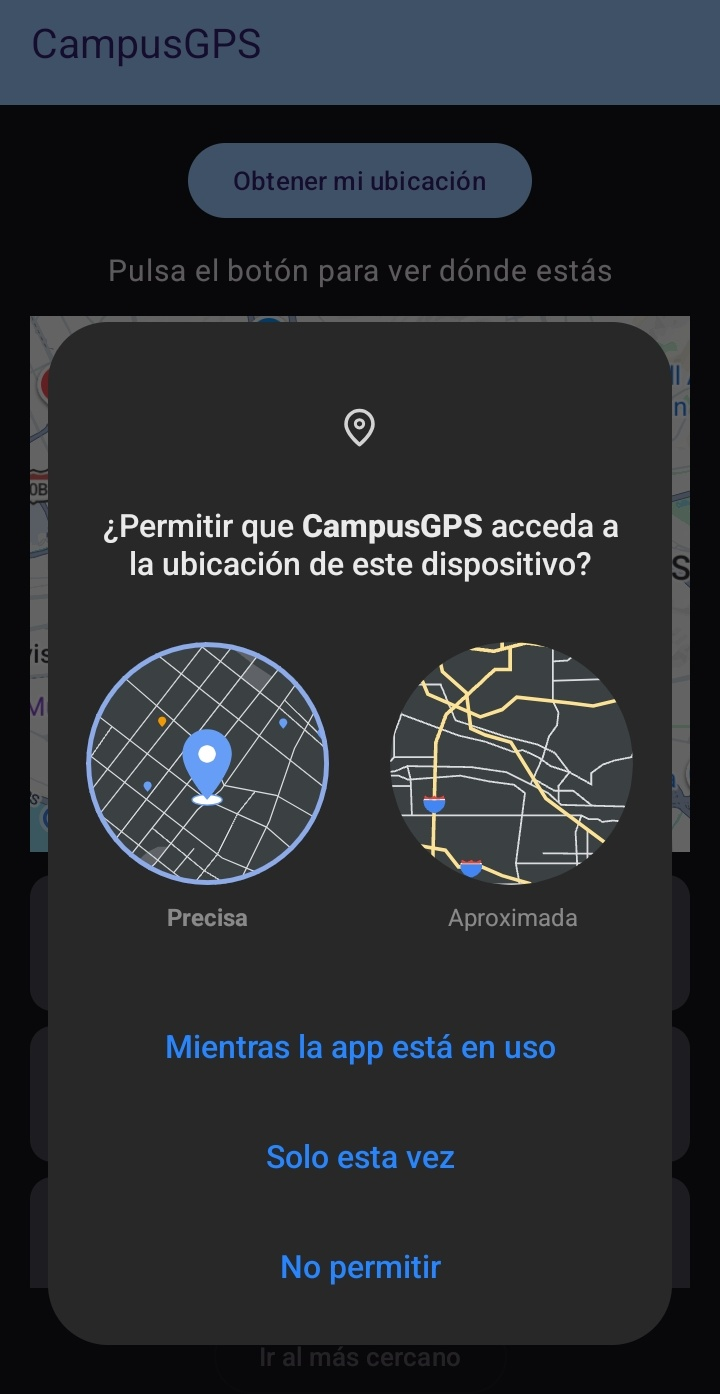 CampusGPS
Obtener mi ubicación
Pulsa el botón para ver dónde estás
¿Permitir que CampusGPS acceda a
la ubicación de este dispositivo?
Precisa
Aproximada
Mientras la app está en uso
Solo esta vez
No permitir
Ir al más cercano